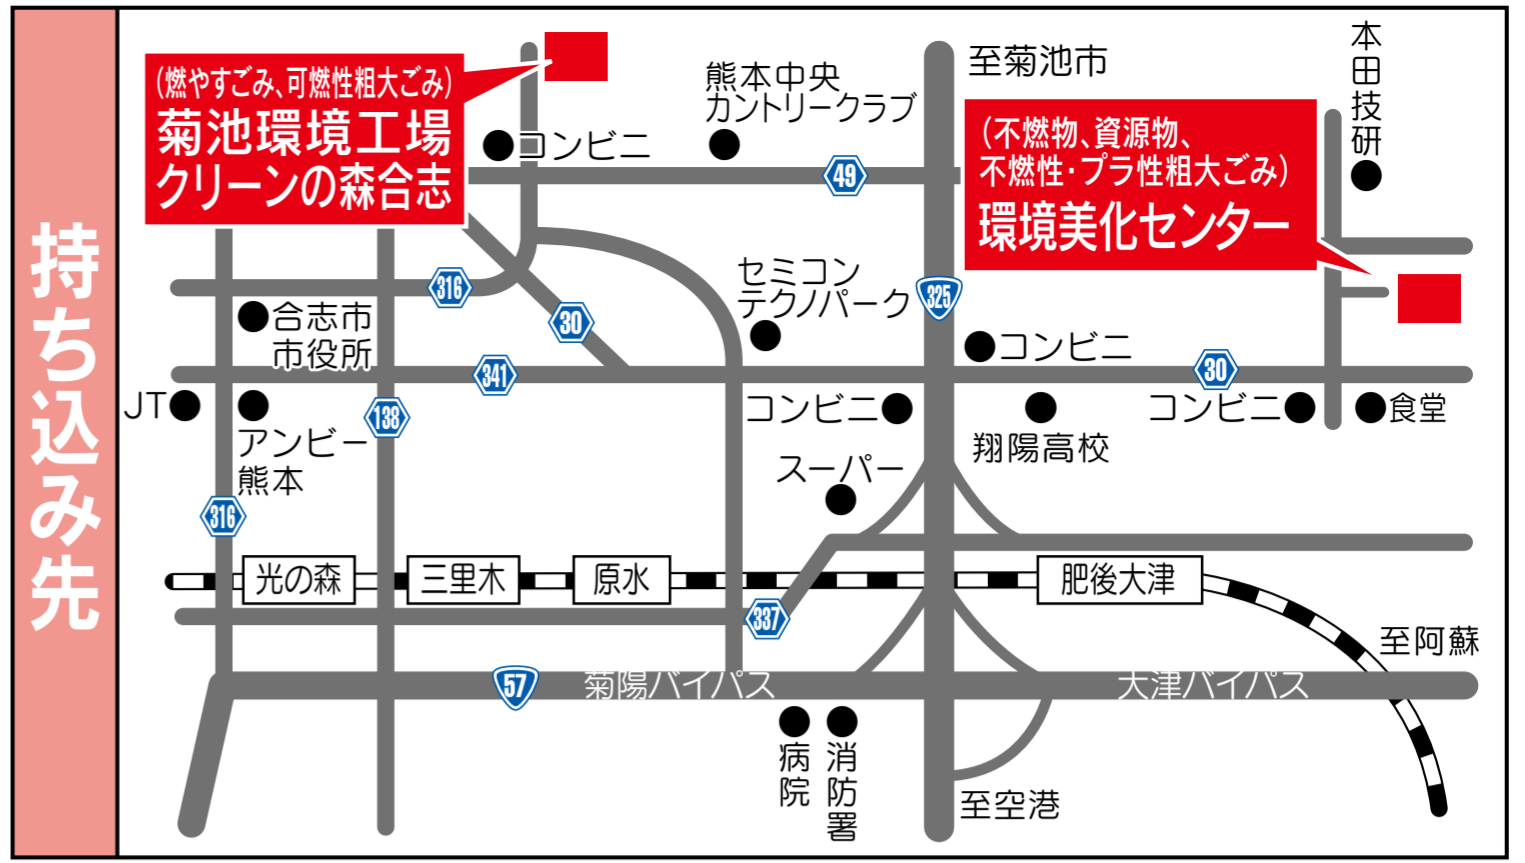 持ち込み先
(燃やすごみ、可燃性粗大ごみ)
菊池環境工場
クリーンの森合志
コンビニ
熊本中央
カントリークラブ
49
至菊池市
(不燃物、資源物、
不燃性・プラ性粗大ごみ)
環境美化センター
本田技研
316
30
セミコン
テクノパーク
325
合志市
市役所
341
コンビニ
30
JT
アンビー
熊本
138
コンビニ
翔陽高校
コンビニ
食堂
スーパー
316
光の森
三里木
原水
肥後大津
337
至阿蘇
57
菊陽バイパス
大津バイパス
病院
消防署
至空港